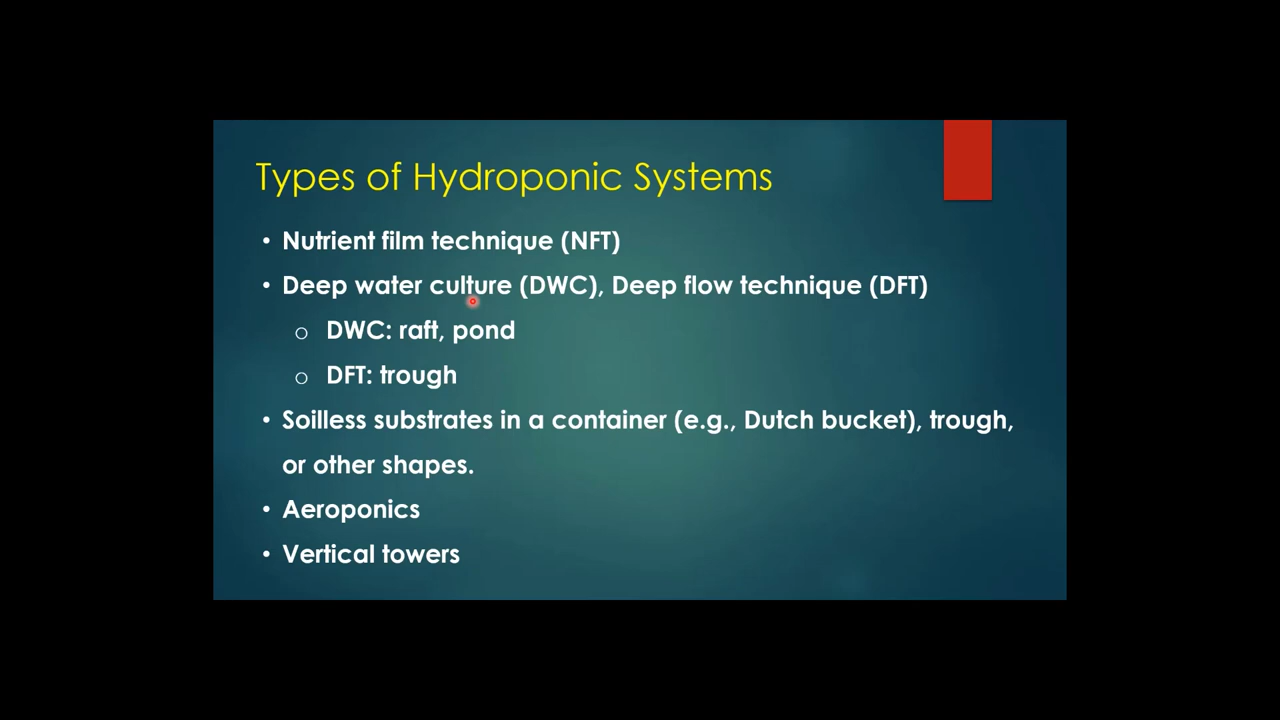 Types of Hydroponic Systems
• Nutrient film technique (NFT)
• Deep water culture (DWC), Deep flow technique (DFT)
o DWC: raft, pond
o DFT: trough
• Soilless substrates in a container (e.g., Dutch bucket), trough,
or other shapes.
• Aeroponics
• Vertical towers